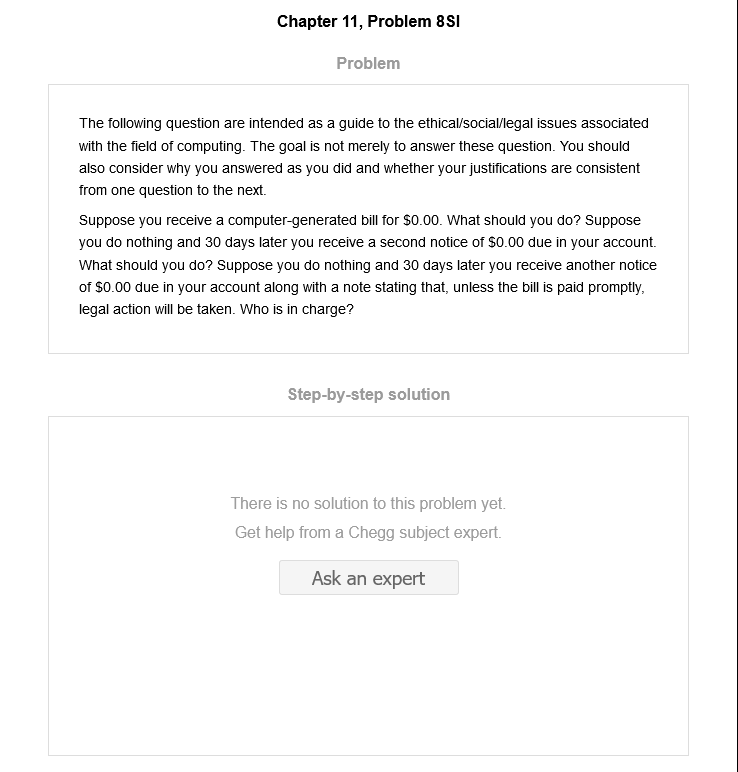 Chapter 11, Problem 8SI
Problem
The following question are intended as a guide to the ethical/social/legal issues associated
with the field of computing. The goal is not merely to answer these question. You should
also consider why you answered as you did and whether your justifications are consistent
from one question to the next.
Suppose you receive a computer-generated bill for $0.00. What should you do? Suppose
you do nothing and 30 days later you receive a second notice of $0.00 due in your account.
What should you do? Suppose you do nothing and 30 days later you receive another notice
of $0.00 due in your account along with a note stating that, unless the bill is paid promptly,
legal action will be taken. Who is in charge?
Step-by-step solution
There is no solution to this problem yet.
Get help from a Chegg subject expert.
Ask an expert